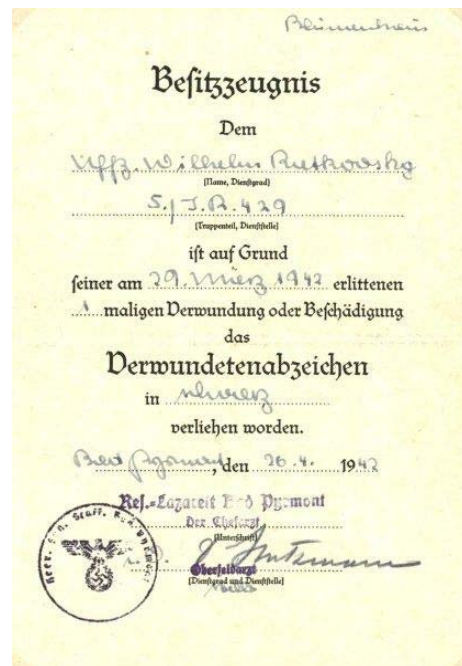 Blumenhaus
Besitzzeugnis
Dem
Uffz. Wilhelm Rutkowsky
(Name, Dienstgrad)
5./J.R. 429
(Truppenteil, Dienststelle)
ist auf Grund
seiner am 29. März 1942 erlittenen
1 maligen Verwundung oder Beschädigung
das
Verwundetenabzeichen
in schwarz
verliehen worden.
Bad Pyrmont, den 26.4. 1942
Res.-Lazarett Bad Pyrmont
Der Chefarzt
(Unterschrift)
Oberfeldarzt
(Dienstgrad und Dienststelle)